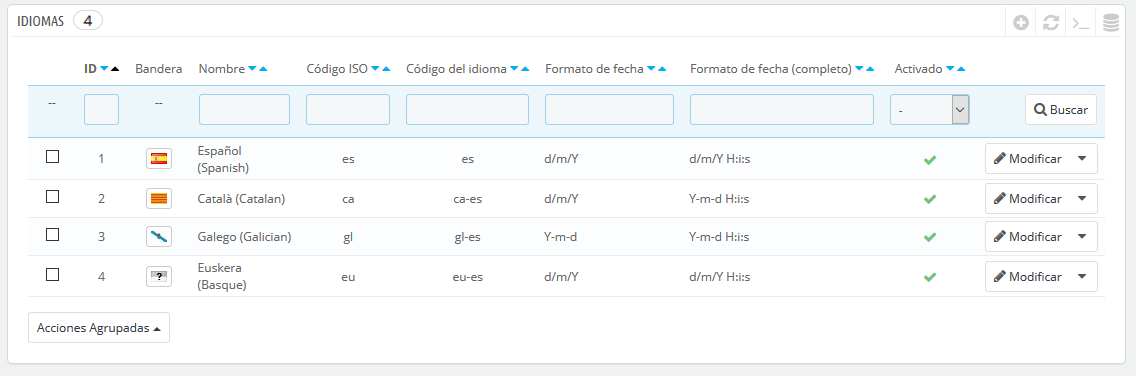 IDIOMAS 4
ID Bandera Nombre Código ISO Código del idioma Formato de fecha Formato de fecha (completo) Activado
-- -- - Buscar
1 Español (Spanish) es es d/m/Y d/m/Y H:i:s Modificar
2 Català (Catalan) ca ca-es d/m/Y Y-m-d H:i:s Modificar
3 Galego (Galician) gl gl-es Y-m-d Y-m-d H:i:s Modificar
4 ? Euskera (Basque) eu eu-es d/m/Y d/m/Y H:i:s Modificar
Acciones Agrupadas